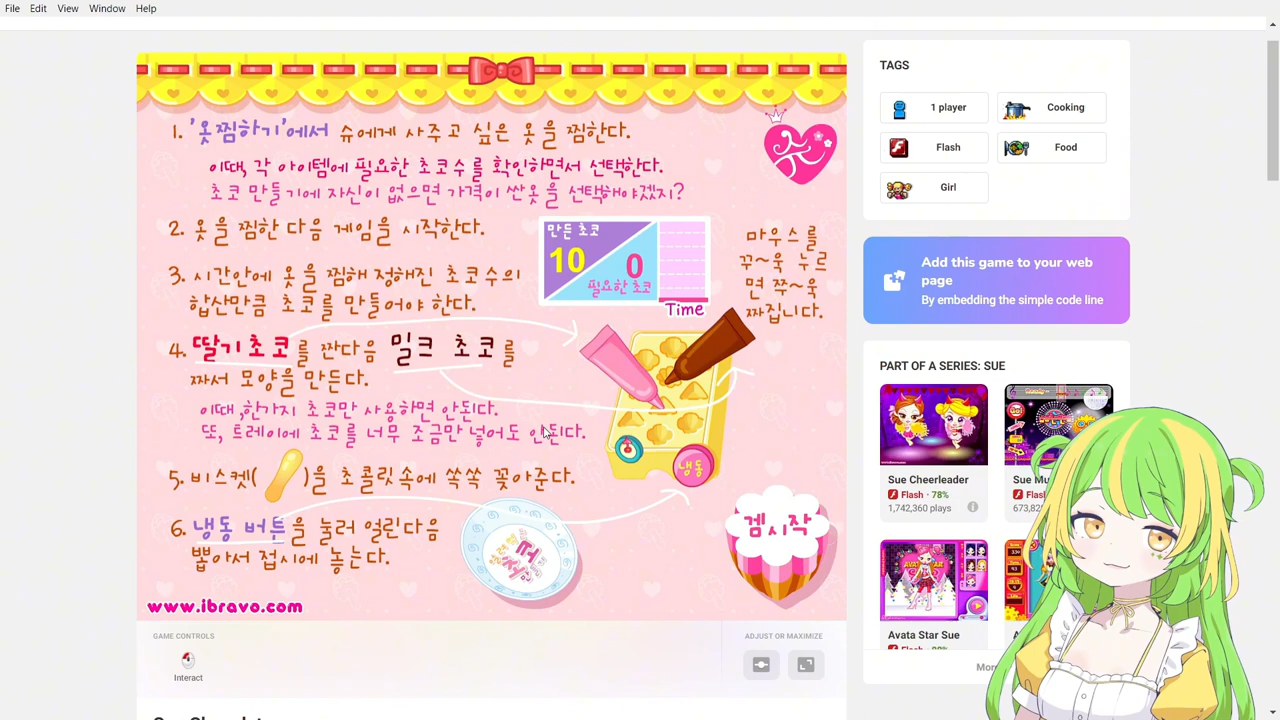 File Edit View Window Help
1. '옷찜하기'에서 슈에게 사주고 싶은 옷을 찜한다.
이때, 각 아이템에 필요한 초코수를 확인하면서 선택한다.
초코 만들기에 자신이 없으면 가격이 싼옷을 선택해야겠지?
2. 옷을 찜한 다음 게임을 시작한다.
3. 시간안에 옷을 찜해 정해진 초코수의
합산만큼 초코를 만들어야 한다.
만든 초코
10
0
필요한 초코
Time
마우스를
꾸~욱 누르
면 쭈~욱
짜집니다.
4. 딸기초코를 짠다음 밀크 초코를
짜서 모양을 만든다.
이때,한가지 초코만 사용하면 안된다.
또, 트레이에 초코를 너무 조금만 넣어도 안된다.
5. 비스켓( )을 초콜릿속에 쏙쏙 꽂아준다.
6. 냉동 버튼을 눌러 얼린다음
뽑아서 접시에 놓는다.
냉동
겜시작
슈
www.ibravo.com
GAME CONTROLS
Interact
ADJUST OR MAXIMIZE
TAGS
1 player
Cooking
Flash
Food
Girl
Add this game to your web
page
By embedding the simple code line
PART OF A SERIES: SUE
Sue Cheerleader
Flash · 78%
1,742,360 plays
Sue Mu
Flash
673,82
Avata Star Sue